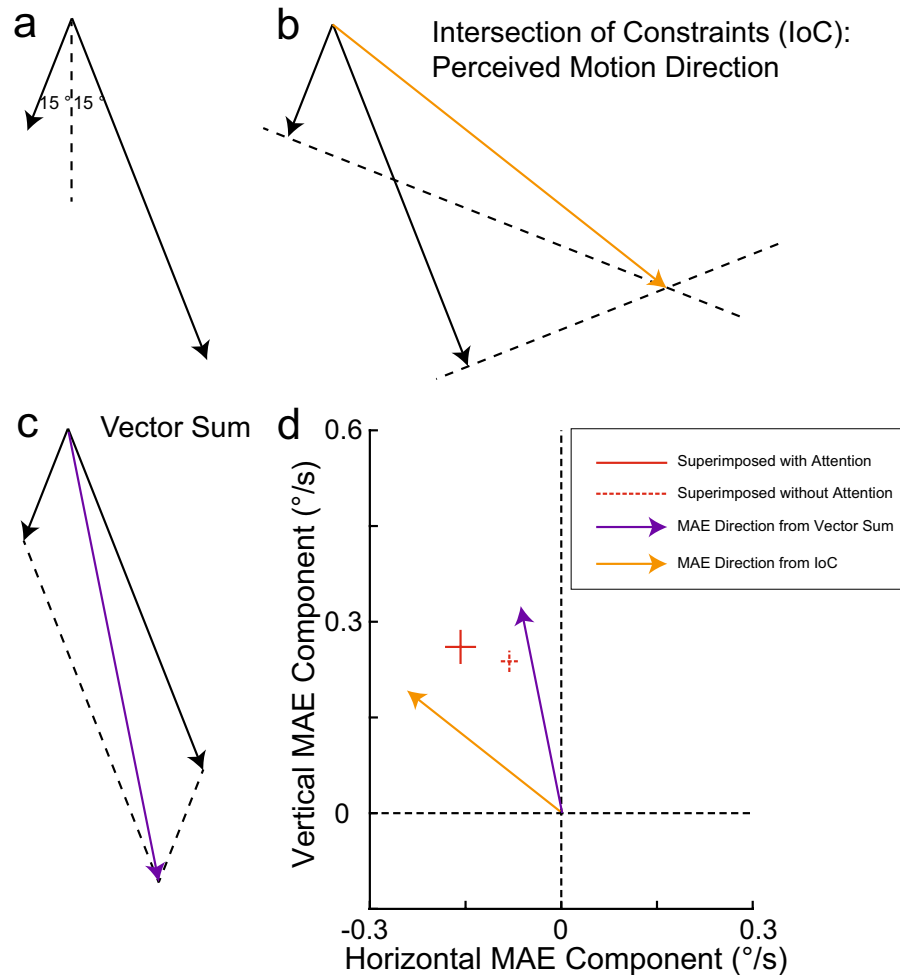 a
15 ° 15 °
b
Intersection of Constraints (IoC):
Perceived Motion Direction
c
Vector Sum
d
Vertical MAE Component (°/s)
0.6
0.3
0
-0.3
0
0.3
Horizontal MAE Component (°/s)
Superimposed with Attention
Superimposed without Attention
MAE Direction from Vector Sum
MAE Direction from IoC